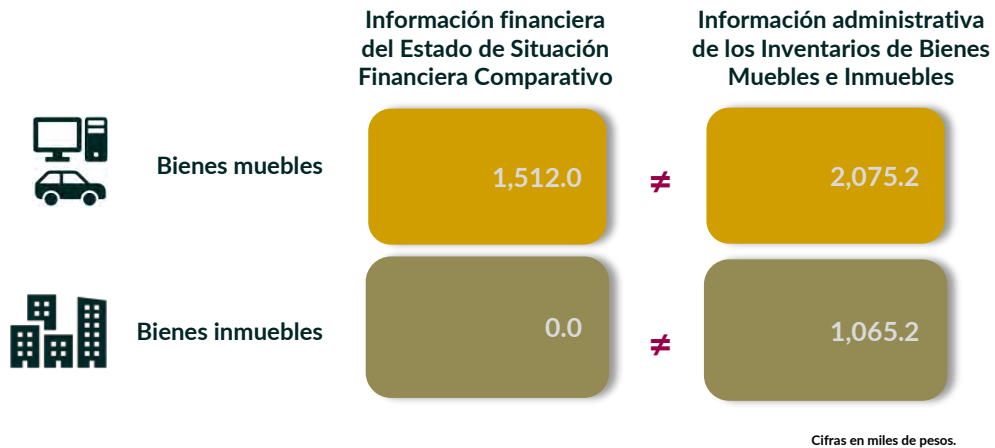 Información financiera
del Estado de Situación
Financiera Comparativo
Información administrativa
de los Inventarios de Bienes
Muebles e Inmuebles
Bienes muebles
1,512.0
≠
2,075.2
Bienes inmuebles
0.0
≠
1,065.2
Cifras en miles de pesos.